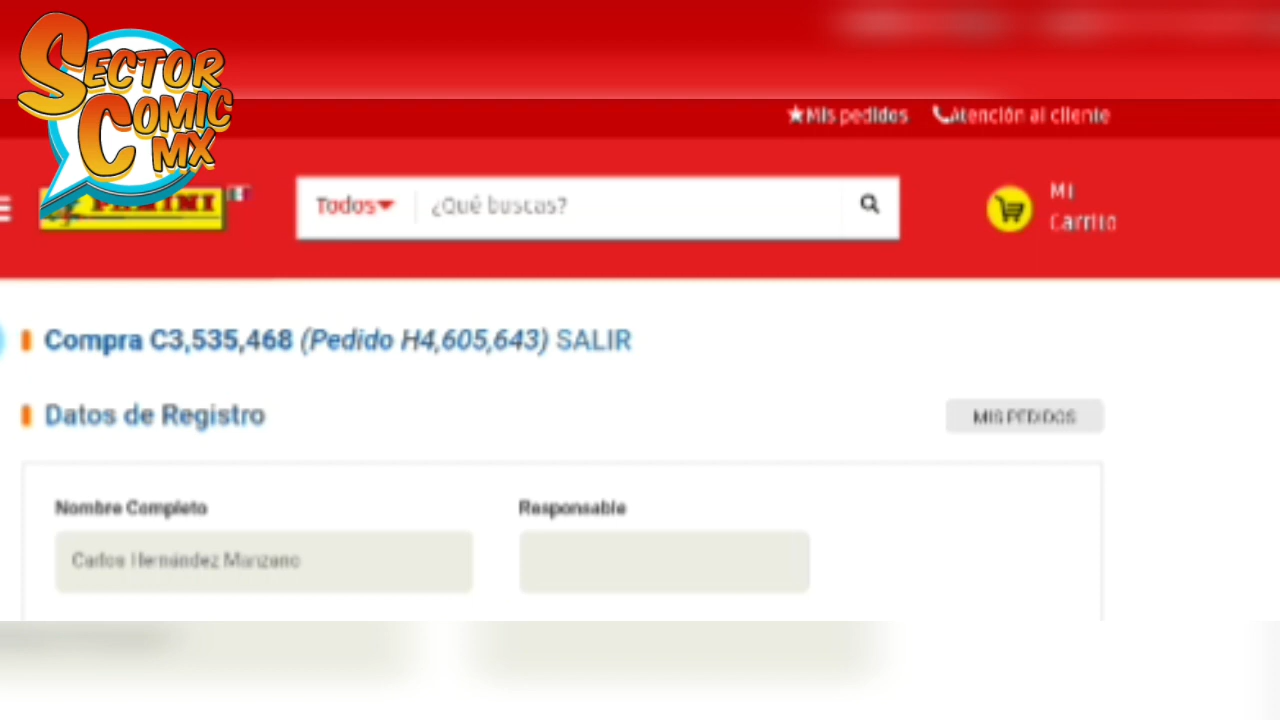 SECTOR
COMIC
MX
Mis pedidos
Atención al cliente
PANINI
Todos
¿Qué buscas?
Mi
Carrito
Compra C3,535,468 (Pedido H4,605,643) SALIR
Datos de Registro
MIS PEDIDOS
Nombre Completo
Responsable
Carlos Hernández Manzano